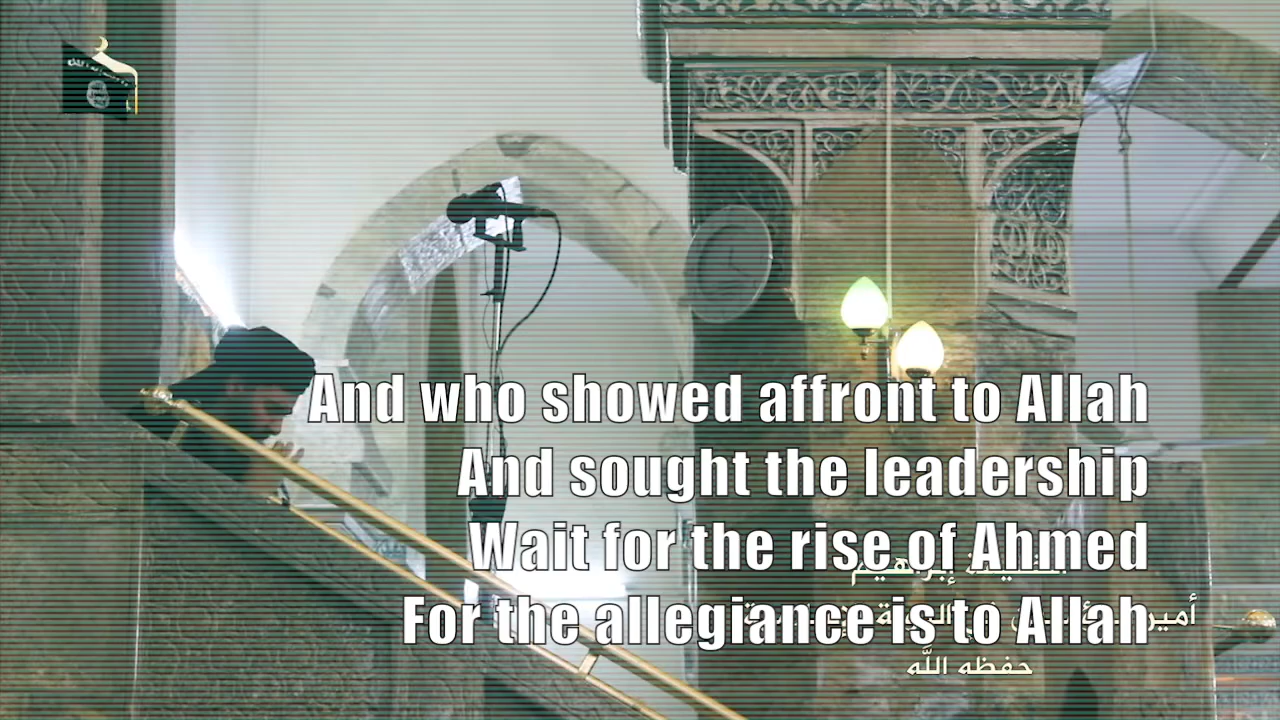 And who showed affront to Allah
And sought the leadership
Wait for the rise of Ahmed
إبراهيم
For the allegiance is to Allah
حفظه الله